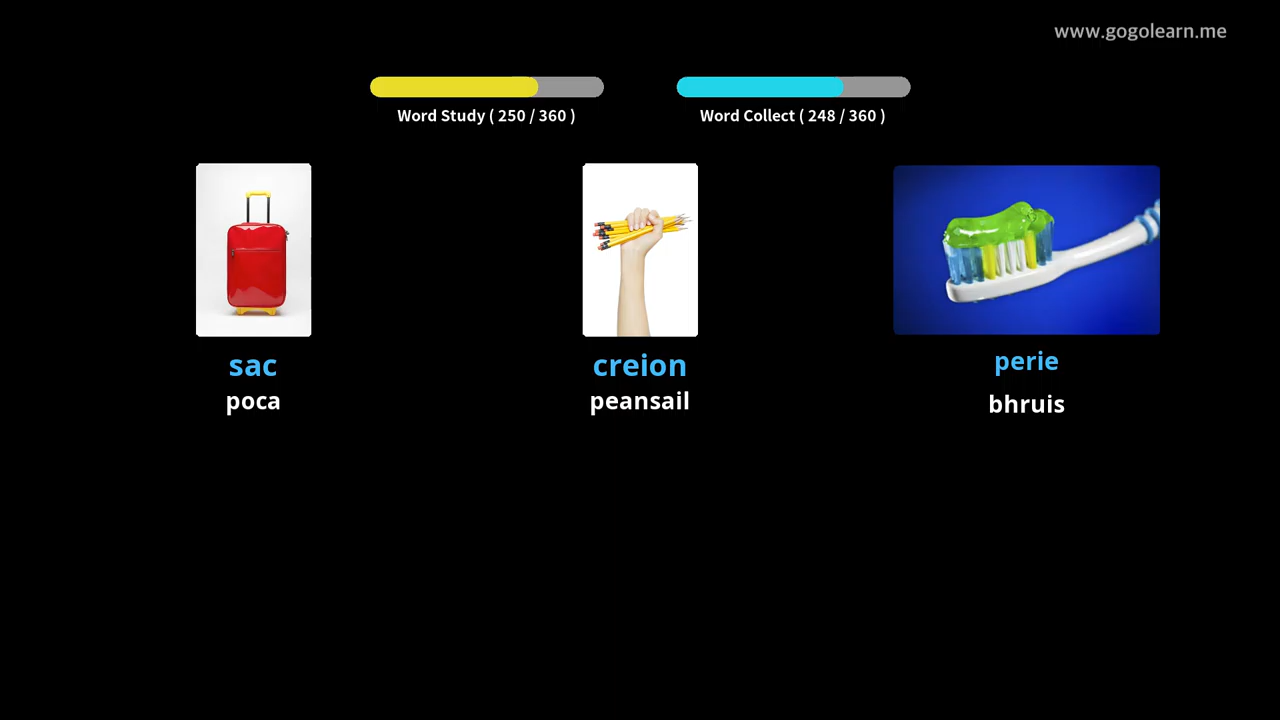 www.gogolearn.me
Word Study ( 250 / 360 )
Word Collect ( 248 / 360 )
sac
poca
creion
peansail
perie
bhruis